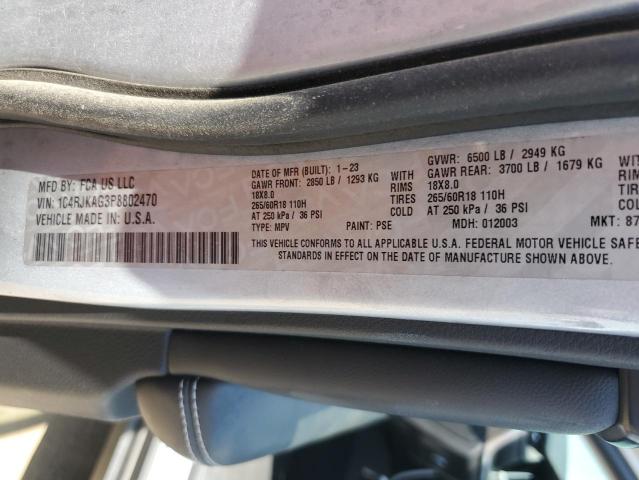 MFD BY: FCA US LLC
VIN: 1C4RJKAG3P8802470
VEHICLE MADE IN: U.S.A.
DATE OF MFR (BUILT): 1-23
GAWR FRONT: 2850 LB / 1293 KG WITH
18X8.0 RIMS
265/60R18 110H TIRES
AT 250 kPa / 36 PSI COLD
TYPE: MPV PAINT: PSE
GVWR: 6500 LB / 2949 KG
GAWR REAR: 3700 LB / 1679 KG WITH
18X8.0 RIMS
265/60R18 110H TIRES
AT 250 kPa / 36 PSI COLD
MDH: 012003 MKT: 87
THIS VEHICLE CONFORMS TO ALL APPLICABLE U.S.A. FEDERAL MOTOR VEHICLE SAFE
STANDARDS IN EFFECT ON THE DATE OF MANUFACTURE SHOWN ABOVE.